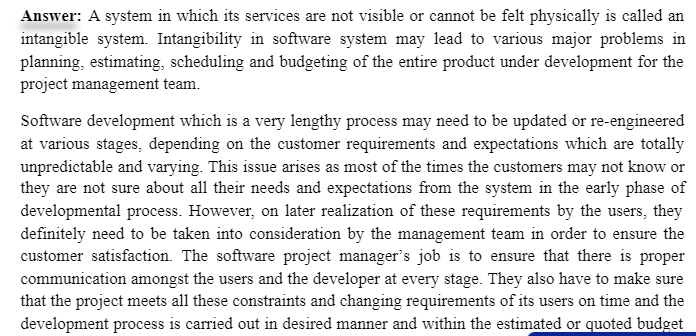 Answer: A system in which its services are not visible or cannot be felt physically is called an
intangible system. Intangibility in software system may lead to various major problems in
planning, estimating, scheduling and budgeting of the entire product under development for the
project management team.
Software development which is a very lengthy process may need to be updated or re-engineered
at various stages, depending on the customer requirements and expectations which are totally
unpredictable and varying. This issue arises as most of the times the customers may not know or
they are not sure about all their needs and expectations from the system in the early phase of
developmental process. However, on later realization of these requirements by the users, they
definitely need to be taken into consideration by the management team in order to ensure the
customer satisfaction. The software project manager’s job is to ensure that there is proper
communication amongst the users and the developer at every stage. They also have to make sure
that the project meets all these constraints and changing requirements of its users on time and the
development process is carried out in desired manner and within the estimated or quoted budget